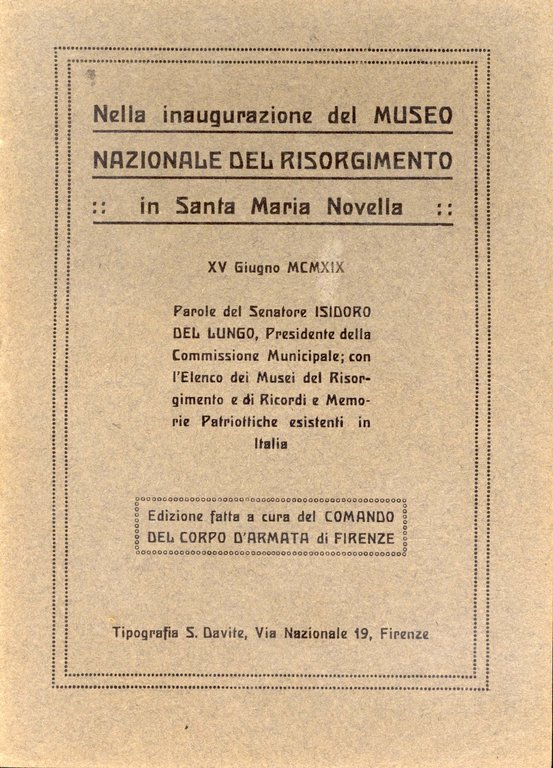 Nella inaugurazione del MUSEO
NAZIONALE DEL RISORGIMENTO
:: in Santa Maria Novella ::
XV Giugno MCMXIX
Parole del Senatore ISIDORO
DEL LUNGO, Presidente della
Commissione Municipale; con
l'Elenco dei Musei del Risor-
gimento e di Ricordi e Memo-
rie Patriottiche esistenti in
Italia
Edizione fatta a cura del COMANDO
DEL CORPO D'ARMATA di FIRENZE
Tipografia S. Davite, Via Nazionale 19, Firenze